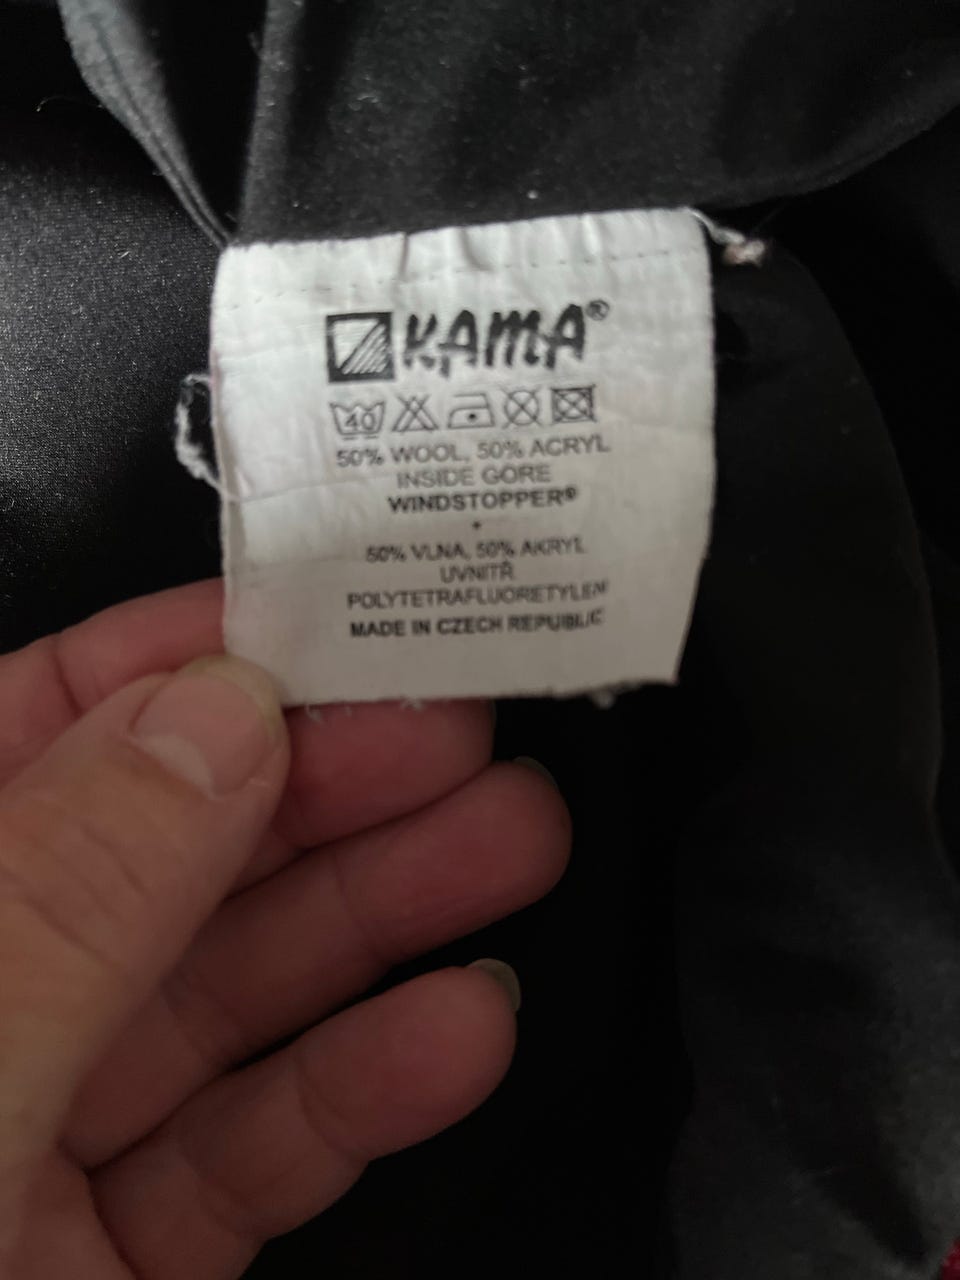 KAMA®
40
50% WOOL, 50% ACRYL
INSIDE GORE
WINDSTOPPER®
50% VLNA, 50% AKRYL
UVNITŘ
POLYTETRAFLUORETYLEN
MADE IN CZECH REPUBLIC